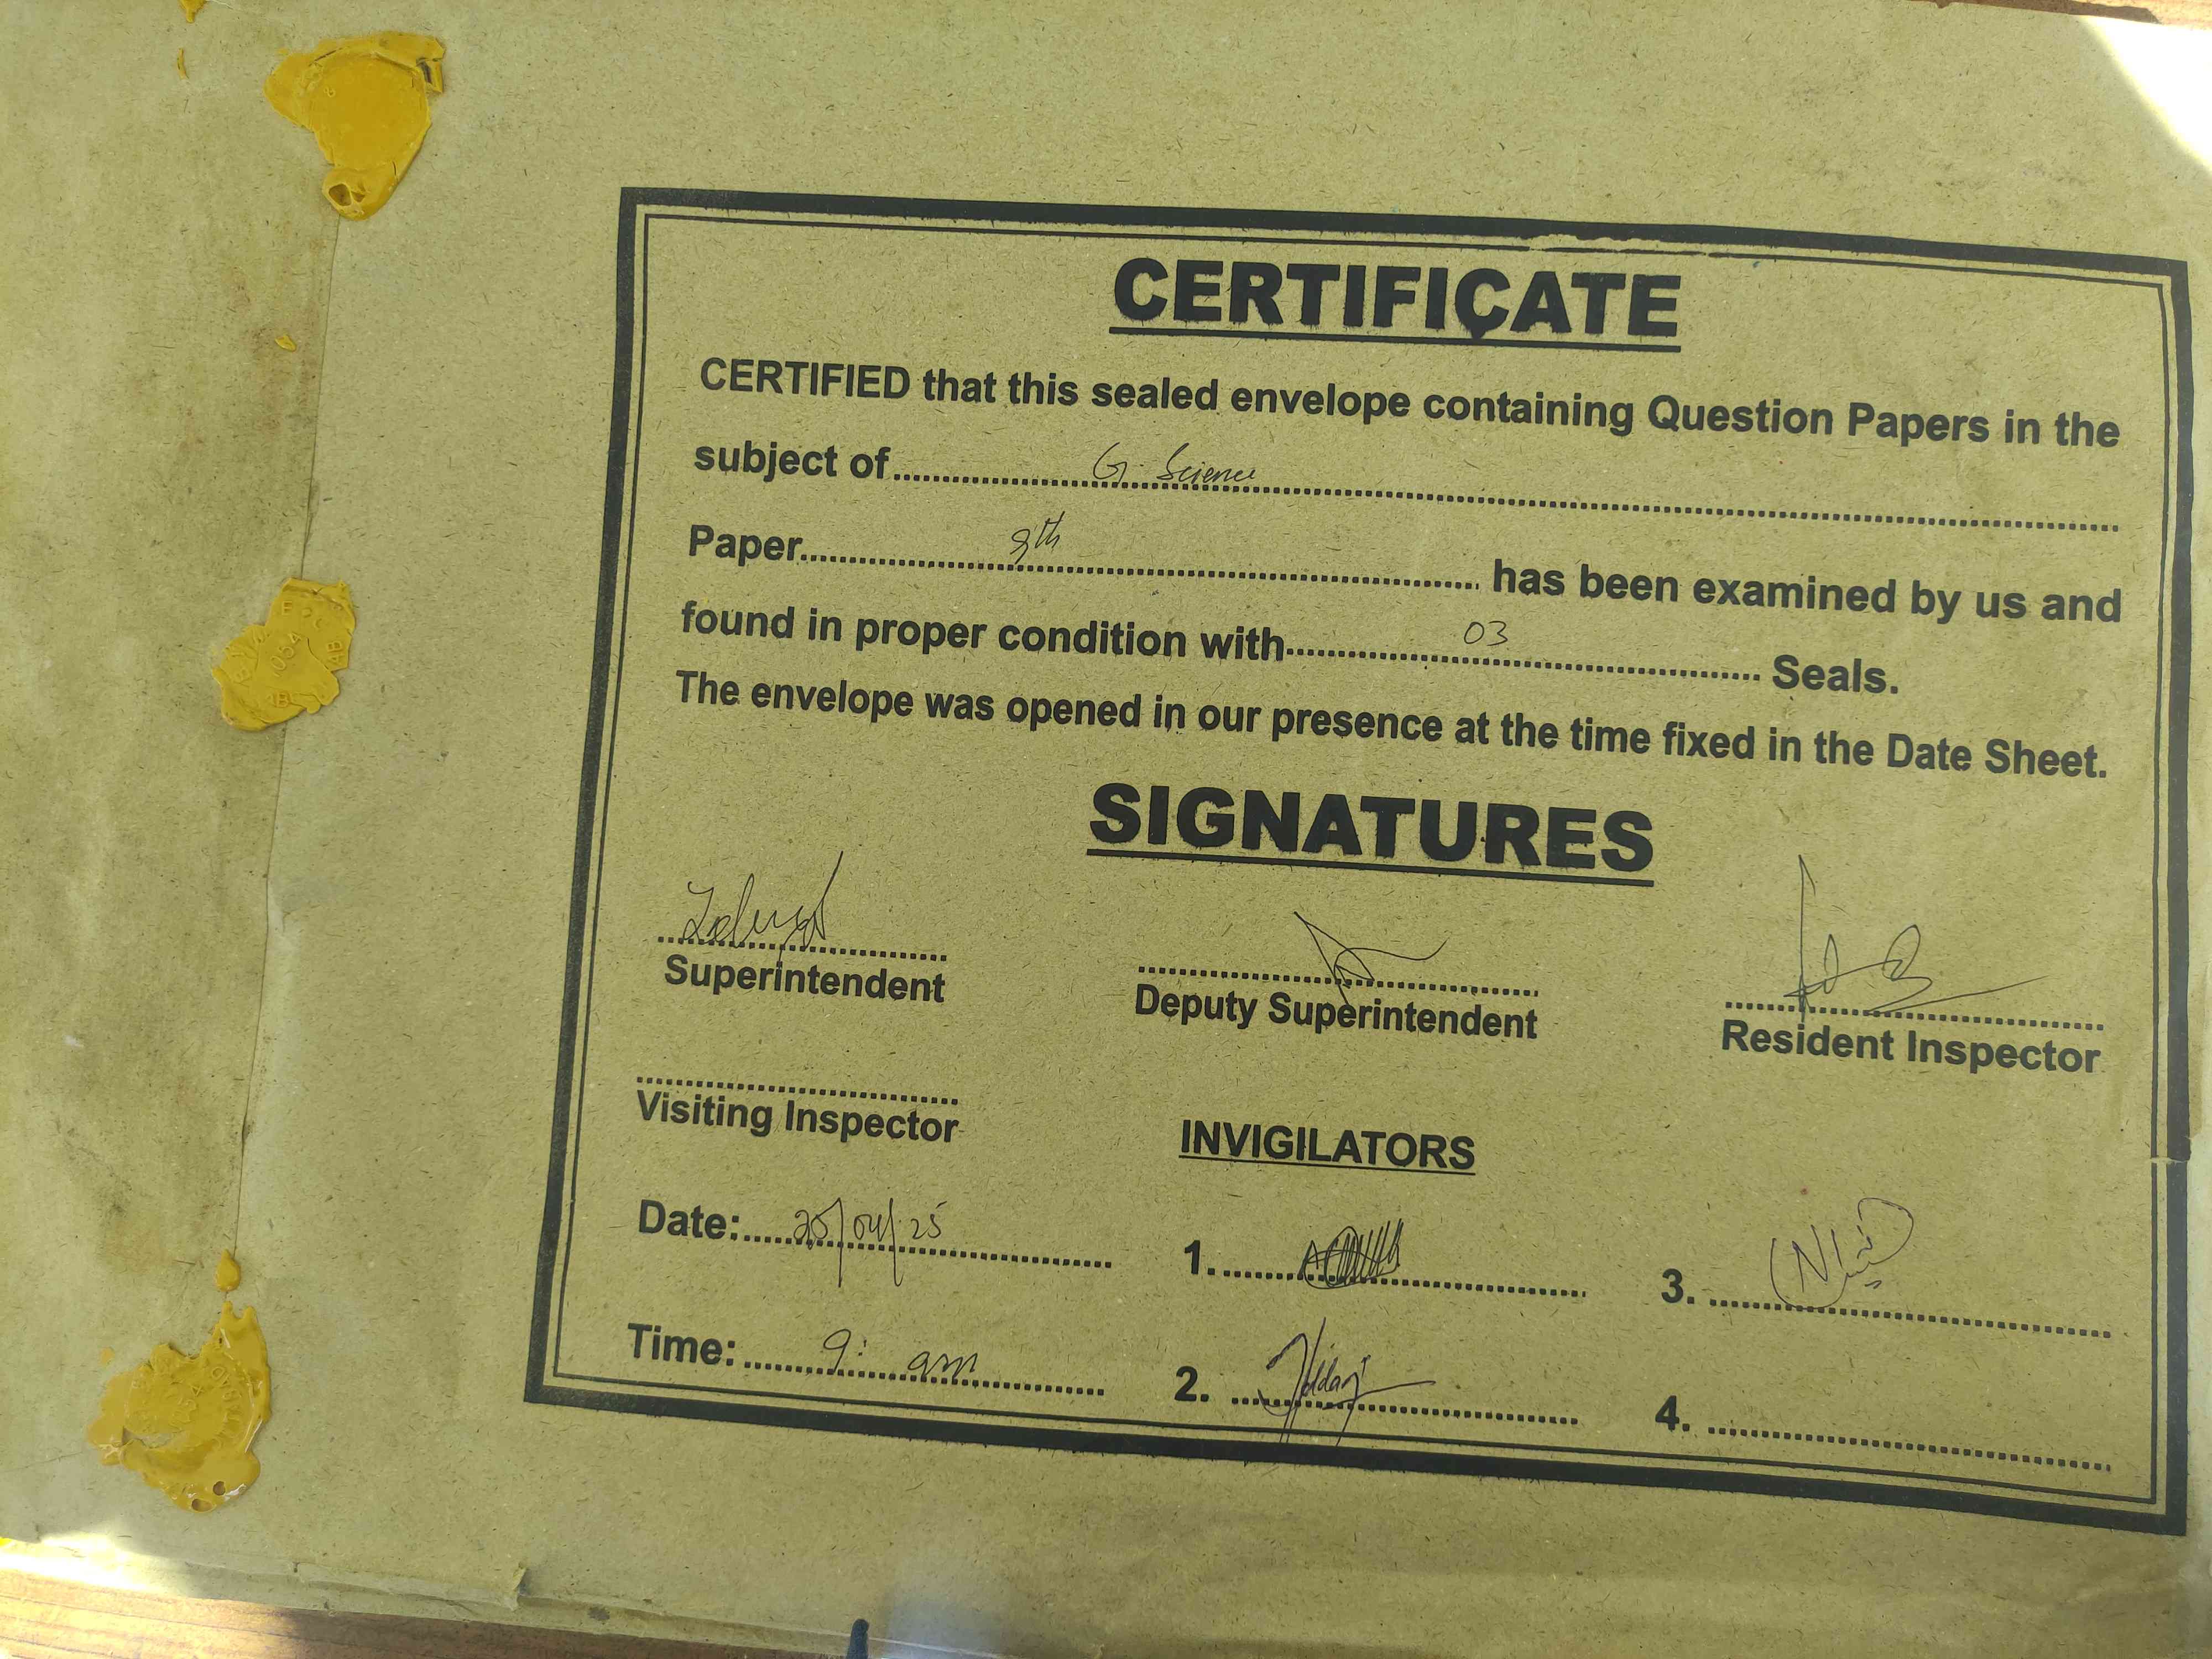 CERTIFICATE
CERTIFIED that this sealed envelope containing Question Papers in the
subject of G. Science
Paper 9th has been examined by us and
found in proper condition with 03 Seals.
The envelope was opened in our presence at the time fixed in the Date Sheet.
SIGNATURES
Superintendent
Deputy Superintendent
Resident Inspector
Visiting Inspector
INVIGILATORS
Date: 25/04/25
1.
3.
Time: 9: am
2.
4.